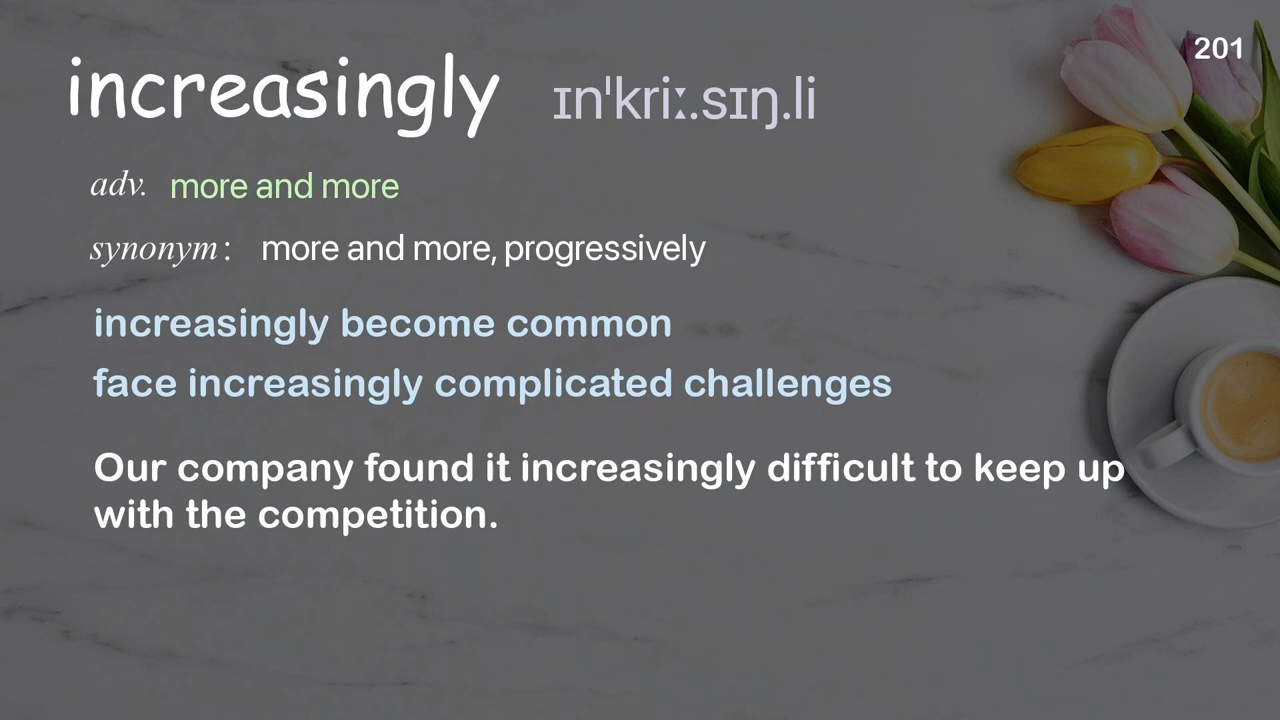 201
increasingly ɪnˈkriː.sɪŋ.li
adv. more and more
synonym: more and more, progressively
increasingly become common
face increasingly complicated challenges
Our company found it increasingly difficult to keep up
with the competition.